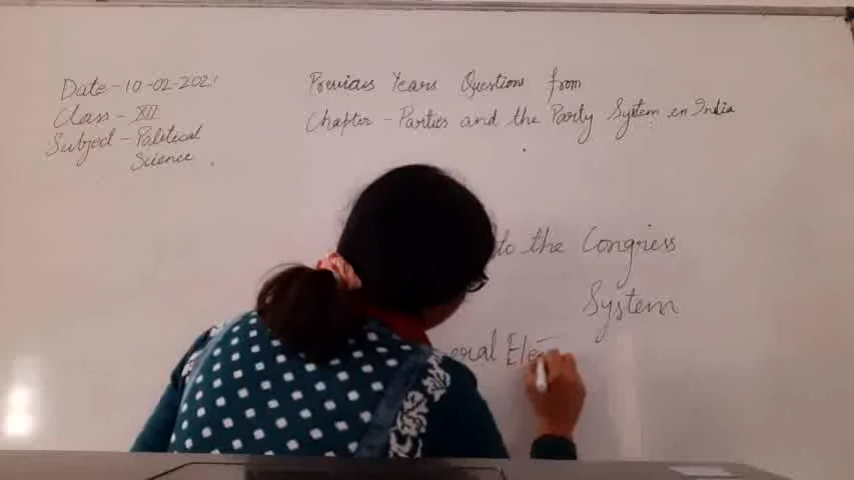 Date - 10-02-2021
Class - XII
Subject - Political
Science
Previous Years Questions from
Chapter - Parties and the Party System in India
to the Congress
System
eral Ele